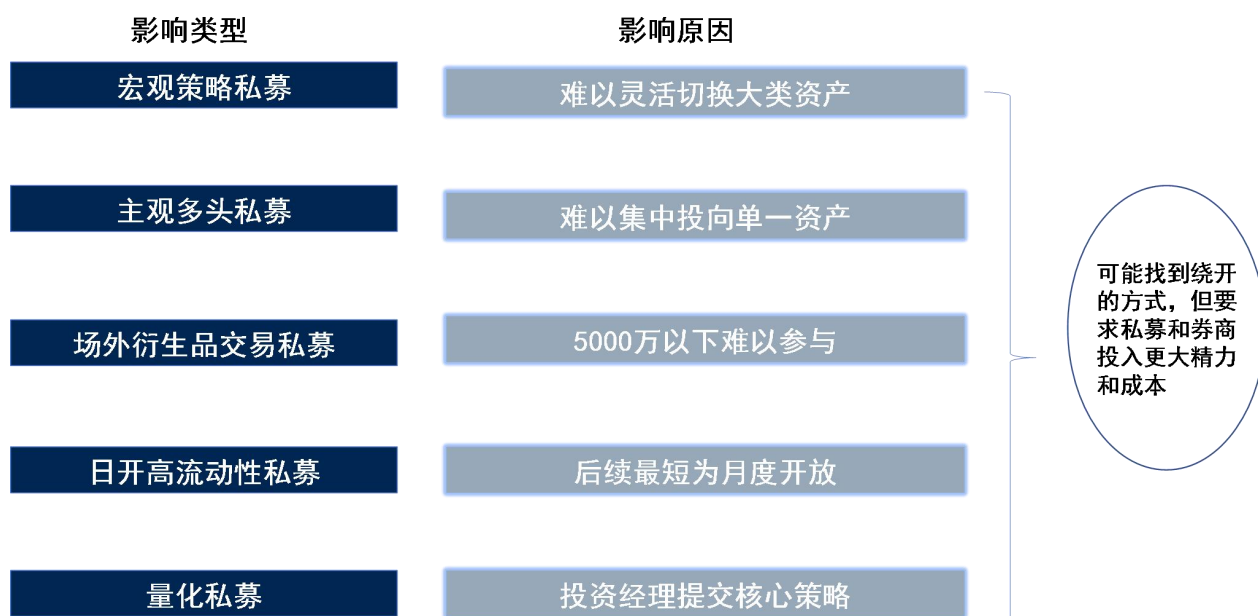 影响类型
影响原因
宏观策略私募
难以灵活切换大类资产
主观多头私募
难以集中投向单一资产
场外衍生品交易私募
5000万以下难以参与
日开高流动性私募
后续最短为月度开放
量化私募
投资经理提交核心策略
可能找到绕开
的方式，但要
求私募和券商
投入更大精力
和成本